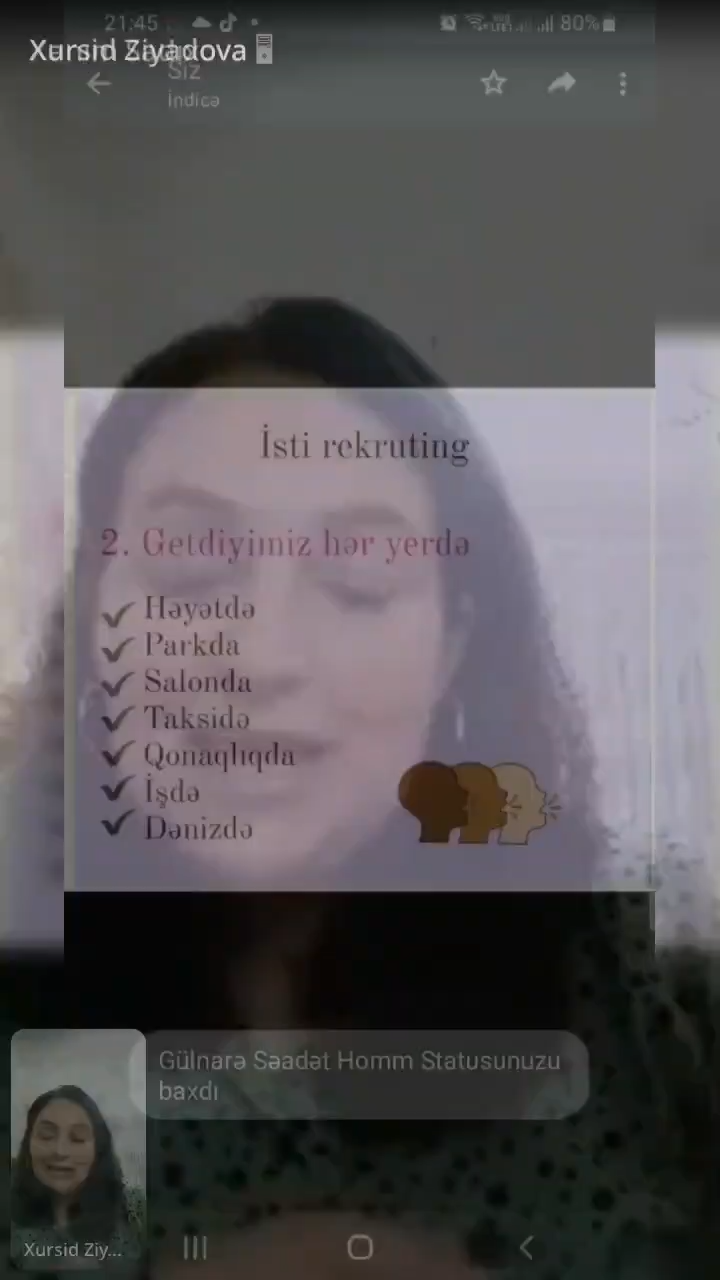 21:45
80%
Xursid Ziyadova
Siz
İndicə
İsti rekruting
2. Getdiyimiz hər yerdə
Həyətdə
Parkda
Salonda
Taksidə
Qonaqlıqda
İşdə
Dənizdə
Gülnarə Səadət Homm Statusunuzu
baxdı
Xursid Ziy...